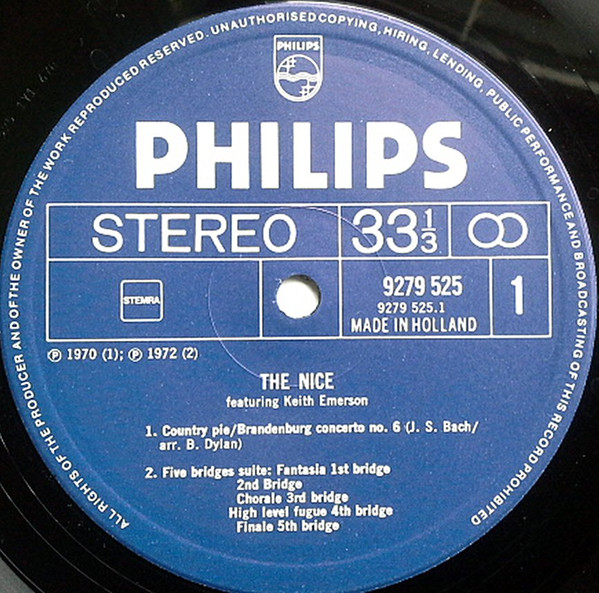 ALL RIGHTS OF THE PRODUCER AND OF THE OWNER OF THE WORK REPRODUCED RESERVED. UNAUTHORISED COPYING, HIRING, LENDING, PUBLIC PERFORMANCE AND BROADCASTING OF THIS RECORD PROHIBITED
PHILIPS
PHILIPS
STEREO 33 1/3
STEMRA
9279 525 1
9279 525.1
MADE IN HOLLAND
Ⓟ 1970 (1); Ⓟ 1972 (2)
THE NICE
featuring Keith Emerson
1. Country pie/Brandenburg concerto no. 6 (J. S. Bach/
arr. B. Dylan)
2. Five bridges suite: Fantasia 1st bridge
2nd Bridge
Chorale 3rd bridge
High level fugue 4th bridge
Finale 5th bridge